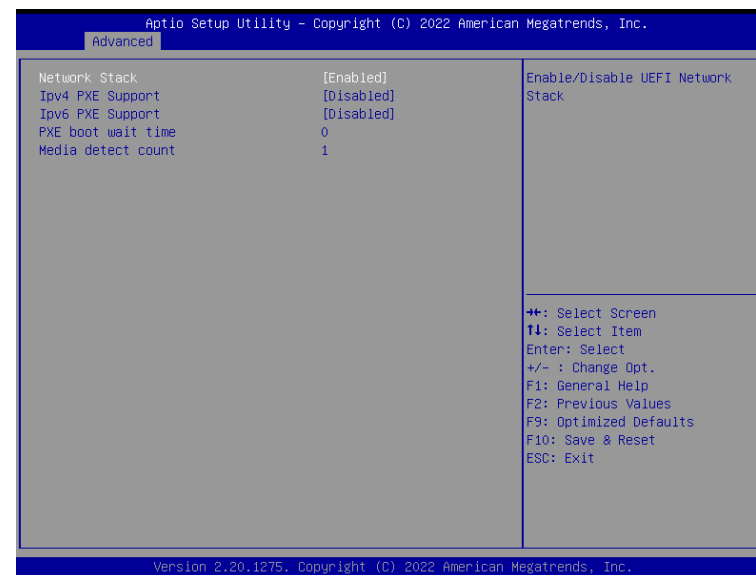 Aptio Setup Utility – Copyright (C) 2022 American Megatrends, Inc.
Advanced
Network Stack [Enabled]
Ipv4 PXE Support [Disabled]
Ipv6 PXE Support [Disabled]
PXE boot wait time 0
Media detect count 1
Enable/Disable UEFI Network
Stack
→←: Select Screen
↑↓: Select Item
Enter: Select
+/- : Change Opt.
F1: General Help
F2: Previous Values
F9: Optimized Defaults
F10: Save & Reset
ESC: Exit
Version 2.20.1275. Copyright (C) 2022 American Megatrends, Inc.